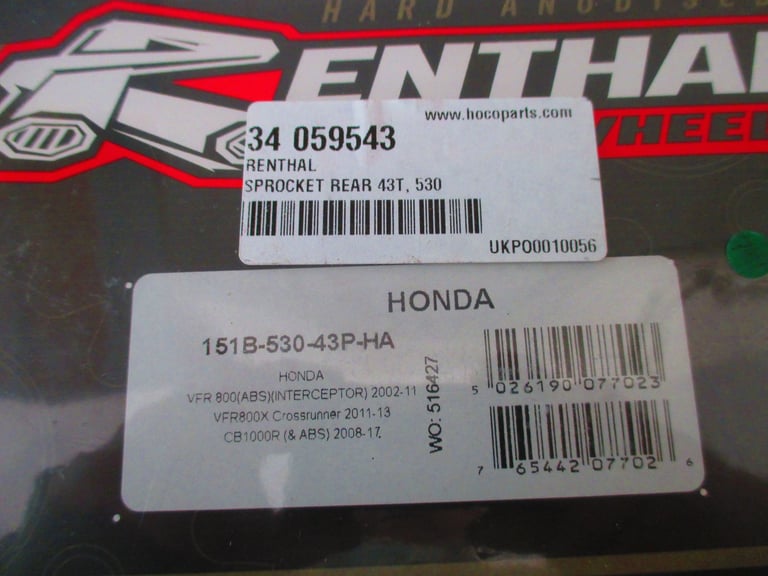 HARD ANODISED
RENTHAL
WHEEL
www.hocoparts.com
34 059543
RENTHAL
SPROCKET REAR 43T, 530
UKPO0010056
HONDA
151B-530-43P-HA
HONDA
VFR 800(ABS)(INTERCEPTOR) 2002-11
VFR800X Crossrunner 2011-13
CB1000R (& ABS) 2008-17
WO: 516427
5 026190 077023
7 65442 07702 6